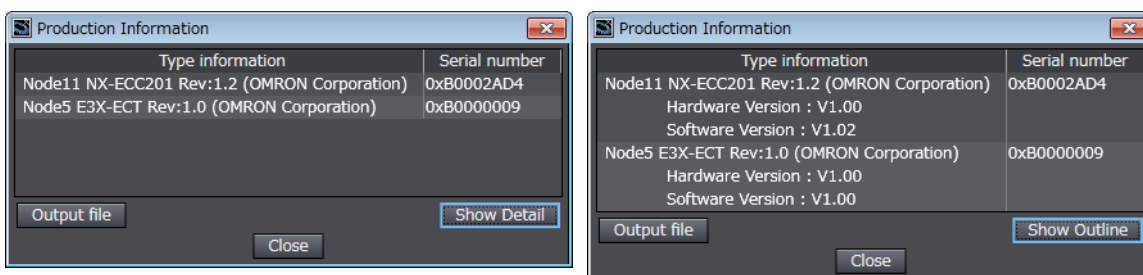 Production Information
Type information Serial number
Node11 NX-ECC201 Rev:1.2 (OMRON Corporation) 0xB0002AD4
Node5 E3X-ECT Rev:1.0 (OMRON Corporation) 0xB0000009
Output file Show Detail
Close
Production Information
Type information Serial number
Node11 NX-ECC201 Rev:1.2 (OMRON Corporation) 0xB0002AD4
Hardware Version : V1.00
Software Version : V1.02
Node5 E3X-ECT Rev:1.0 (OMRON Corporation) 0xB0000009
Hardware Version : V1.00
Software Version : V1.00
Output file Show Outline
Close